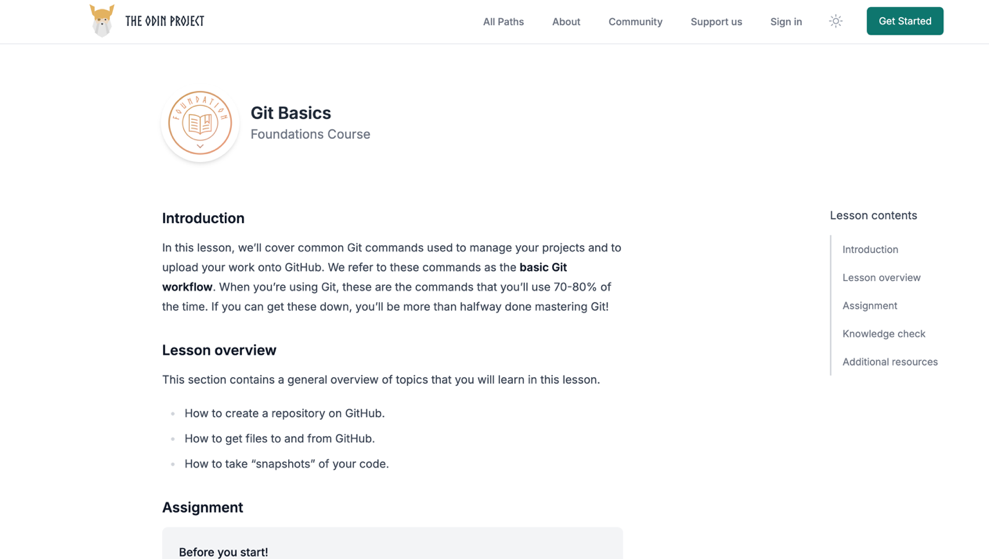 THE ODIN PROJECT
All Paths
About
Community
Support us
Sign in
Get Started
FOUNDATION
Git Basics
Foundations Course
Introduction
In this lesson, we’ll cover common Git commands used to manage your projects and to
upload your work onto GitHub. We refer to these commands as the basic Git
workflow. When you’re using Git, these are the commands that you’ll use 70-80% of
the time. If you can get these down, you’ll be more than halfway done mastering Git!
Lesson overview
This section contains a general overview of topics that you will learn in this lesson.
How to create a repository on GitHub.
How to get files to and from GitHub.
How to take “snapshots” of your code.
Assignment
Before you start!
Lesson contents
Introduction
Lesson overview
Assignment
Knowledge check
Additional resources